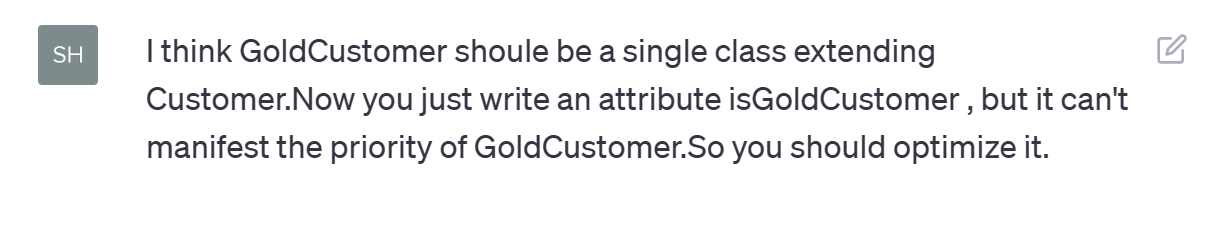 SH
I think GoldCustomer shoule be a single class extending
Customer.Now you just write an attribute isGoldCustomer , but it can't
manifest the priority of GoldCustomer.So you should optimize it.